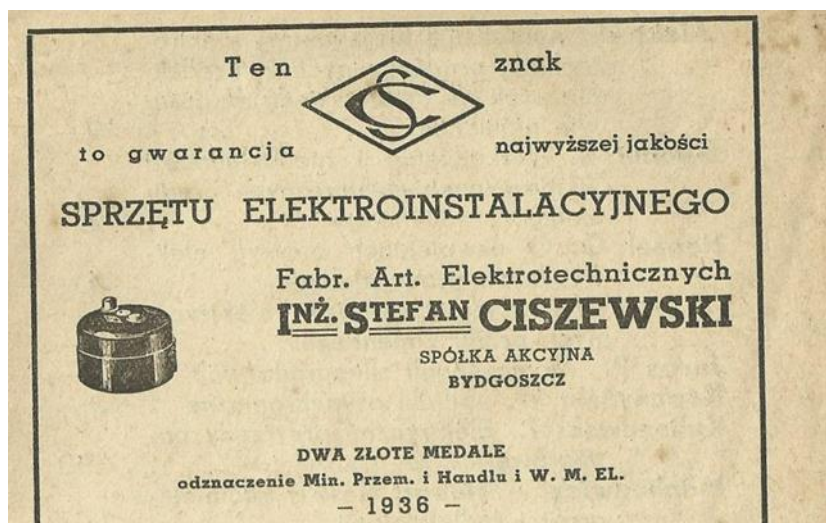 Ten SC znak
to gwarancja najwyższej jakości
SPRZĘTU ELEKTROINSTALACYJNEGO
Fabr. Art. Elektrotechnicznych
INŻ. STEFAN CISZEWSKI
SPÓŁKA AKCYJNA
BYDGOSZCZ
DWA ZŁOTE MEDALE
odznaczenie Min. Przem. i Handlu i W. M. EL.
– 1936 –